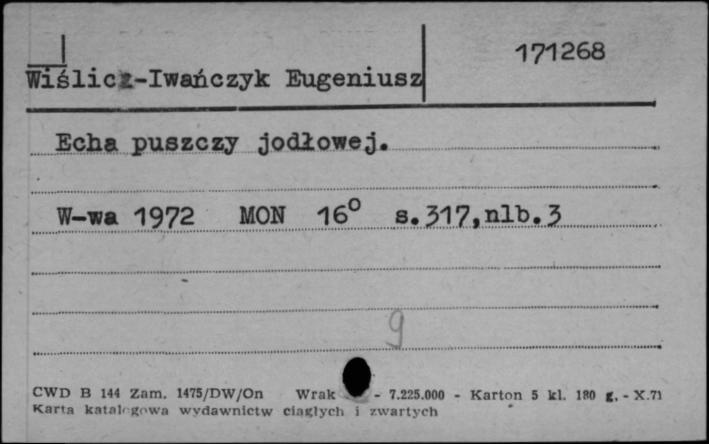 171268
Wiślicz-Iwańczyk Eugeniusz
Echa puszczy jodłowej.
W-wa 1972 MON 16° s.317,nlb.3
9
CWD B 144 Zam. 1475/DW/On Wrak - 7.225.000 - Karton 5 kl. 180 g. - X.71
Karta katalogowa wydawnictw ciągłych i zwartych